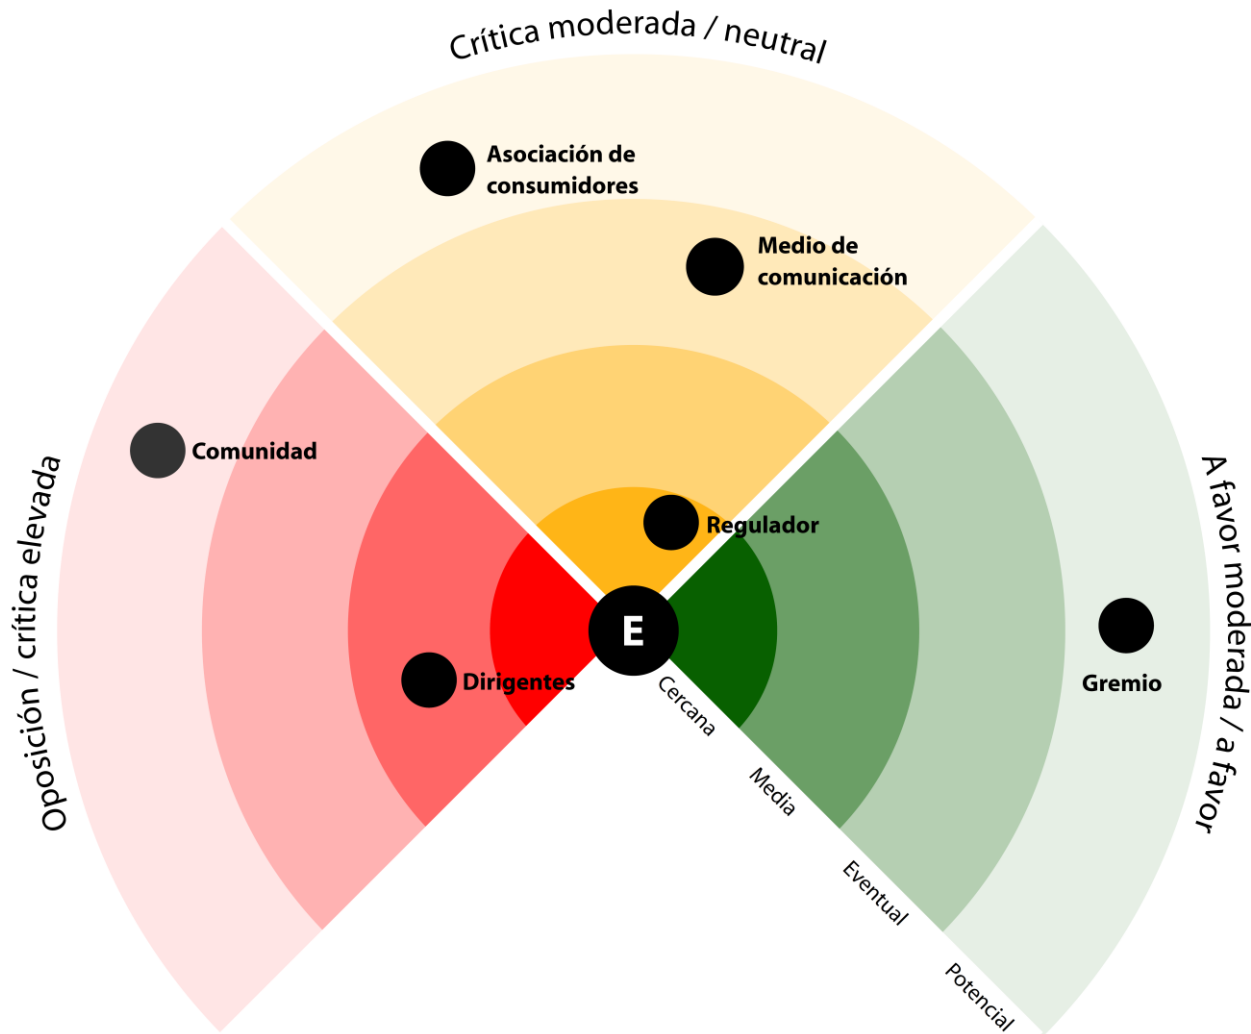 Crítica moderada / neutral
Asociación de
consumidores
Medio de
comunicación
Comunidad
Oposición / crítica elevada
A favor moderada / a favor
Regulador
E
Dirigentes
Gremio
Cercana
Media
Eventual
Potencial